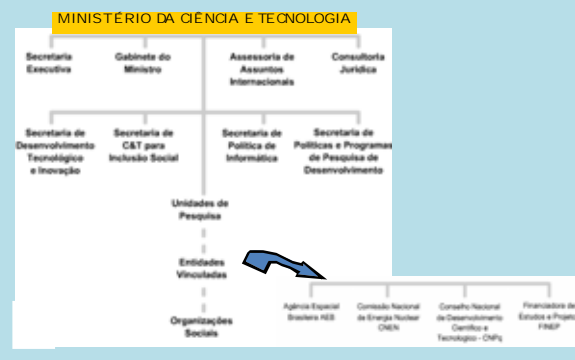 MINISTÉRIO DA CIÊNCIA E TECNOLOGIA
Secretaria
Executiva
Gabinete do
Ministro
Assessoria de
Assuntos
Internacionais
Consultoria
Jurídica
Secretaria de
Desenvolvimento
Tecnológico
e Inovação
Secretaria de
C&T para
Inclusão Social
Secretaria de
Política de
Informática
Secretaria de
Políticas e Programas
de Pesquisa de
Desenvolvimento
Unidades de
Pesquisa
Entidades
Vinculadas
Organizações
Sociais
Agência Espacial
Brasileira AEB
Comissão Nacional
de Energia Nuclear
CNEN
Conselho Nacional
de Desenvolvimento
Científico e
Tecnologico - CNPq
Financiadora de
Estudos e Projeto
FINEP